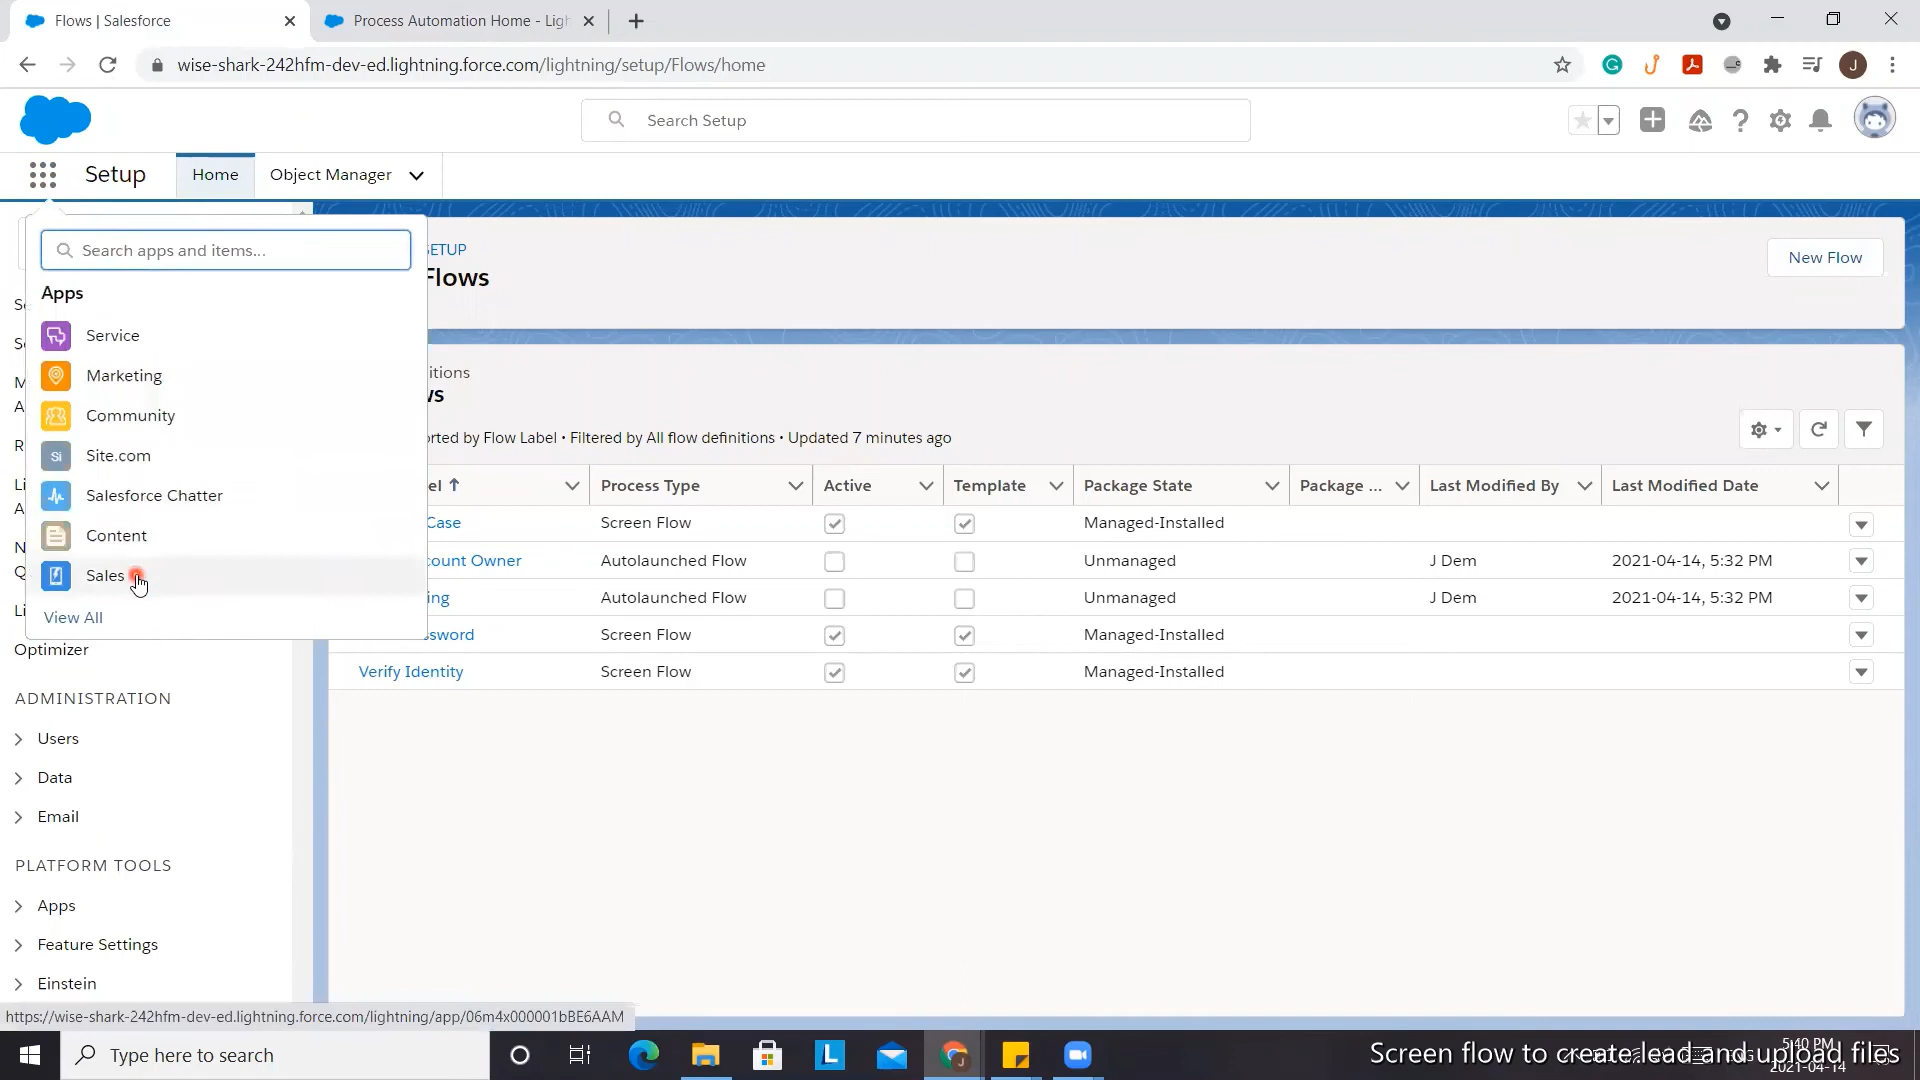 Flows | Salesforce
Process Automation Home - Ligh
wise-shark-242hfm-dev-ed.lightning.force.com/lightning/setup/Flows/home
J
Search Setup
Setup
Home
Object Manager
Search apps and items...
Apps
Service
Marketing
Community
Si
Site.com
Salesforce Chatter
Content
Sales
View All
Optimizer
ADMINISTRATION
Users
Data
Email
PLATFORM TOOLS
Apps
Feature Settings
Einstein
SETUP
Flows
itions
ws
orted by Flow Label • Filtered by All flow definitions • Updated 7 minutes ago
New Flow
el Process Type Active Template Package State Package ... Last Modified By Last Modified Date
Case Screen Flow Managed-Installed
count Owner Autolaunched Flow Unmanaged J Dem 2021-04-14, 5:32 PM
ing Autolaunched Flow Unmanaged J Dem 2021-04-14, 5:32 PM
ssword Screen Flow Managed-Installed
Verify Identity Screen Flow Managed-Installed
https://wise-shark-242hfm-dev-ed.lightning.force.com/lightning/app/06m4x000001bBE6AAM
Type here to search
Screen flow to create lead and upload files
5:40 PM
2021-04-14